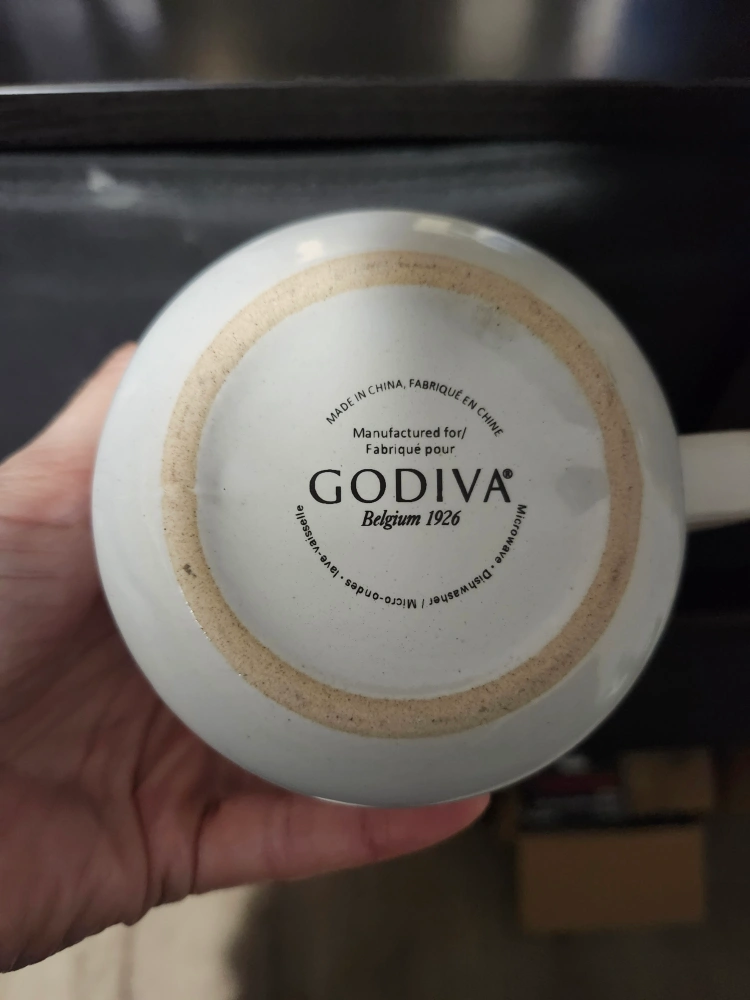 MADE IN CHINA, FABRIQUÉ EN CHINE
Manufactured for/
Fabriqué pour
GODIVA®
Belgium 1926
Microwave • Dishwasher / Micro-ondes • lave-vaisselle